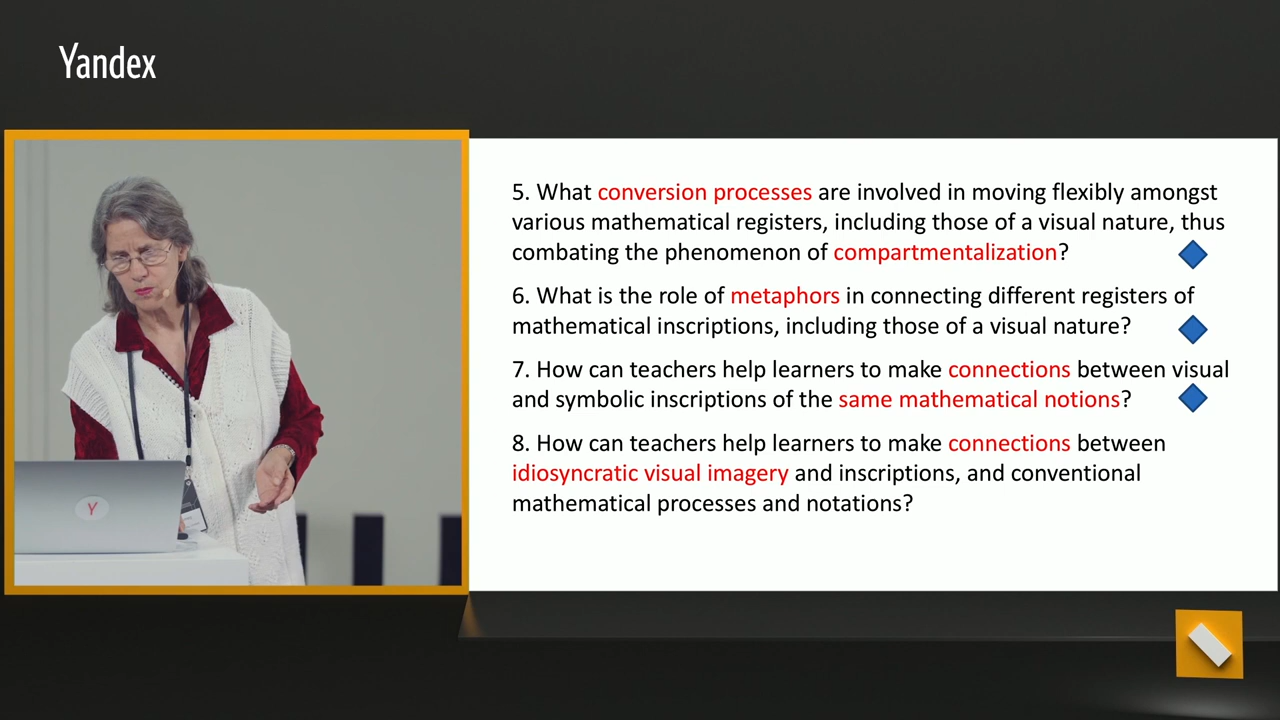 Yandex
5. What conversion processes are involved in moving flexibly amongst
various mathematical registers, including those of a visual nature, thus
combating the phenomenon of compartmentalization?
6. What is the role of metaphors in connecting different registers of
mathematical inscriptions, including those of a visual nature?
7. How can teachers help learners to make connections between visual
and symbolic inscriptions of the same mathematical notions?
8. How can teachers help learners to make connections between
idiosyncratic visual imagery and inscriptions, and conventional
mathematical processes and notations?
Y